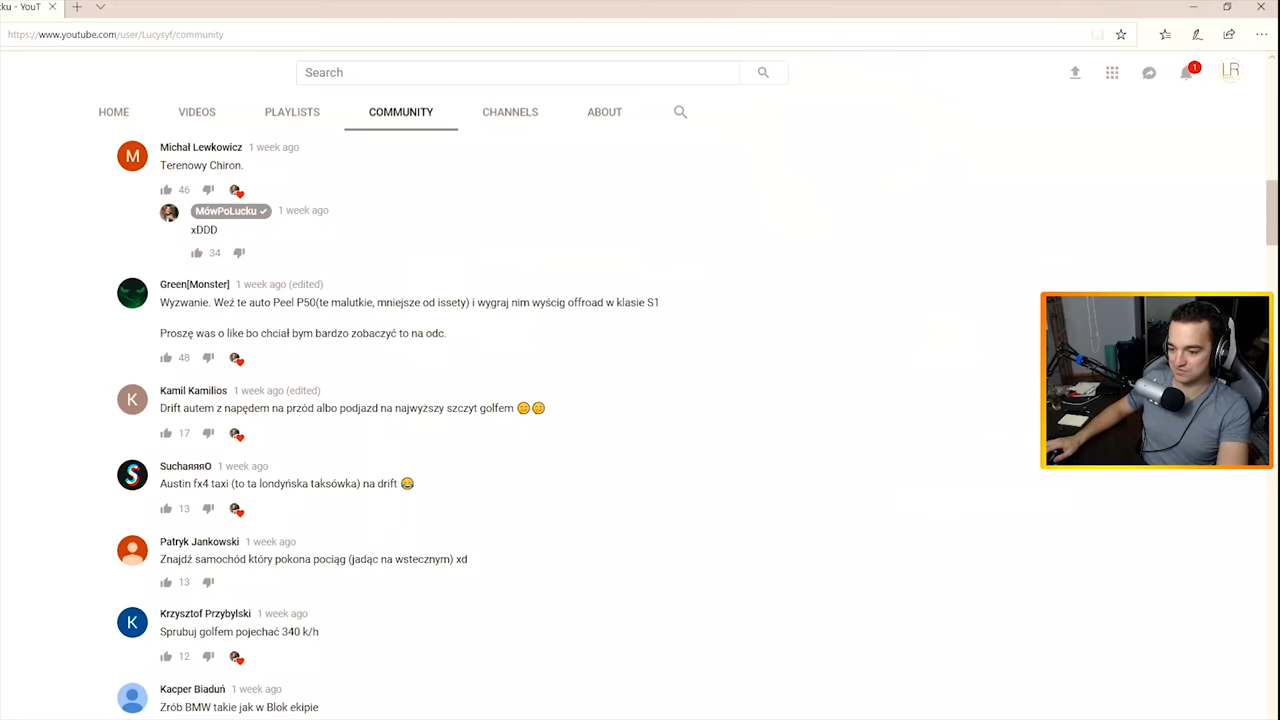 ku - YouT
https://www.youtube.com/user/Lucysyf/community
Search
1
LR
HOME VIDEOS PLAYLISTS COMMUNITY CHANNELS ABOUT
M
Michał Lewkowicz 1 week ago
Terenowy Chiron.
46
MówPoLucku 1 week ago
xDDD
34
Green[Monster] 1 week ago (edited)
Wyzwanie. Weź te auto Peel P50(te malutkie, mniejsze od issety) i wygraj nim wyścig offroad w klasie S1
Proszę was o like bo chciał bym bardzo zobaczyć to na odc.
48
K
Kamil Kamilios 1 week ago (edited)
Drift autem z napędem na przód albo podjazd na najwyższy szczyt golfem 😊😊
17
S
SuchaяяяO 1 week ago
Austin fx4 taxi (to ta londyńska taksówka) na drift 😂
13
Patryk Jankowski 1 week ago
Znajdź samochód który pokona pociąg (jadąc na wstecznym) xd
13
K
Krzysztof Przybylski 1 week ago
Sprubuj golfem pojechać 340 k/h
12
Kacper Biaduń 1 week ago
Zrób BMW takie jak w Blok ekipie